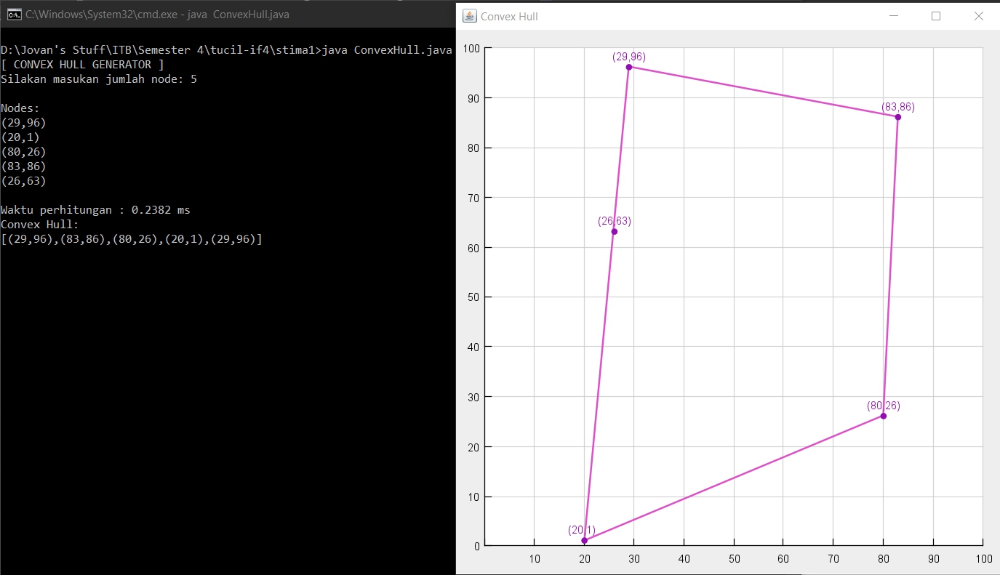 C:\Windows\System32\cmd.exe - java  ConvexHull.java
D:\Jovan's Stuff\ITB\Semester 4\tucil-if4\stima1>java ConvexHull.java
[ CONVEX HULL GENERATOR ]
Silakan masukan jumlah node: 5
Nodes:
(29,96)
(20,1)
(80,26)
(83,86)
(26,63)
Waktu perhitungan : 0.2382 ms
Convex Hull:
[(29,96),(83,86),(80,26),(20,1),(29,96)]
Convex Hull
100
(29,96)
90
(83,86)
80
70
(26,63)
60
50
40
30
(80,26)
20
10
(20,1)
0
10 20 30 40 50 60 70 80 90 100